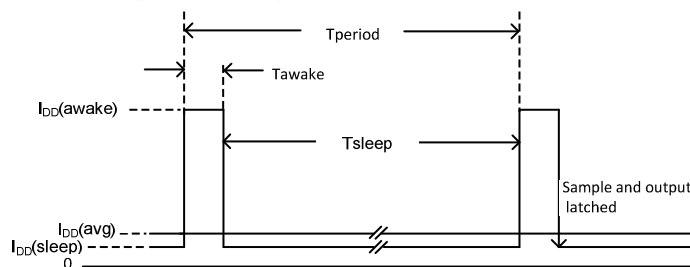 Tperiod
Tawake
IDD(awake)
Tsleep
Sample and output
latched
IDD(avg)
IDD(sleep)
0